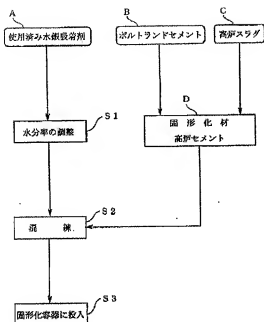 A
使用済み水銀吸着剤
B
ポルトランドセメント
C
高炉スラグ
S1
水分率の調整
D
固形化材
高炉セメント
S2
混練
S3
固形化容器に投入